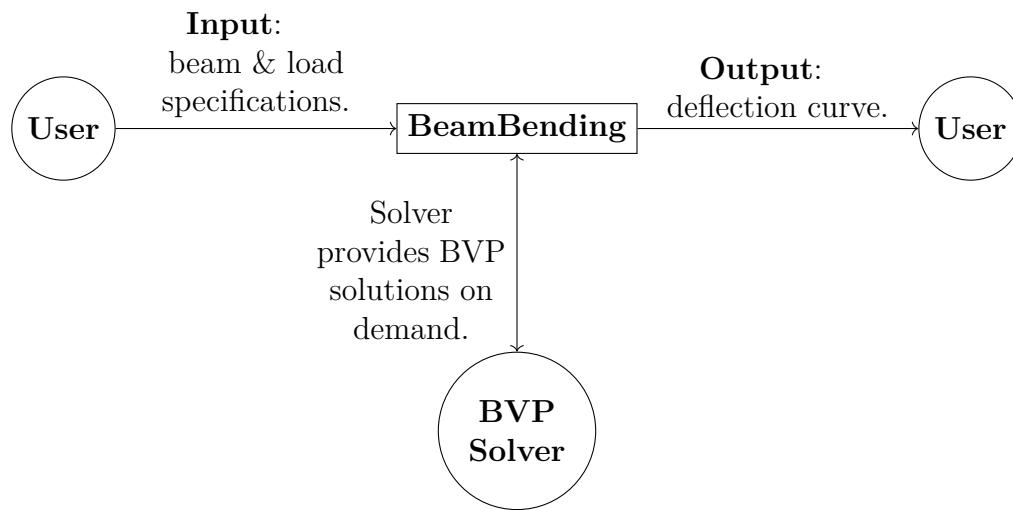 Input:
beam & load
specifications.
User
BeamBending
Output:
deflection curve.
User
Solver
provides BVP
solutions on
demand.
BVP
Solver